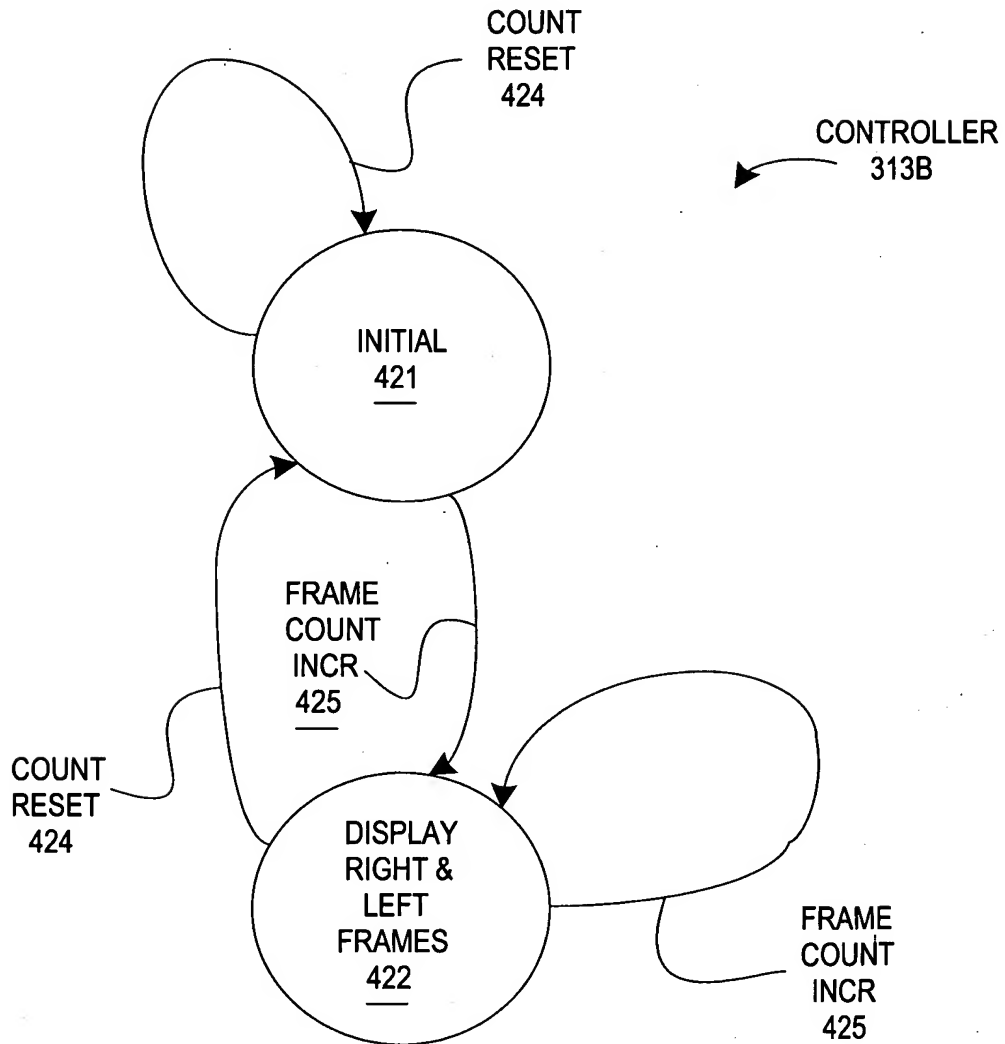 COUNT
RESET
424
CONTROLLER
313B
INITIAL
421
FRAME
COUNT
INCR
425
COUNT
RESET
424
DISPLAY
RIGHT &
LEFT
FRAMES
422
FRAME
COUNT
INCR
425